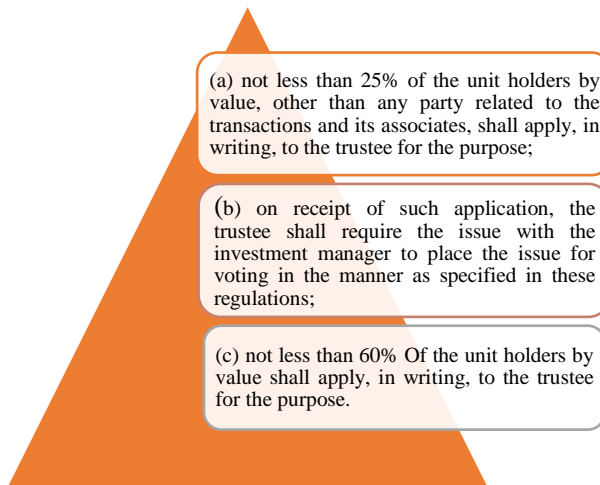 (a) not less than 25% of the unit holders by
value, other than any party related to the
transactions and its associates, shall apply, in
writing, to the trustee for the purpose;
(b) on receipt of such application, the
trustee shall require the issue with the
investment manager to place the issue for
voting in the manner as specified in these
regulations;
(c) not less than 60% Of the unit holders by
value shall apply, in writing, to the trustee
for the purpose.